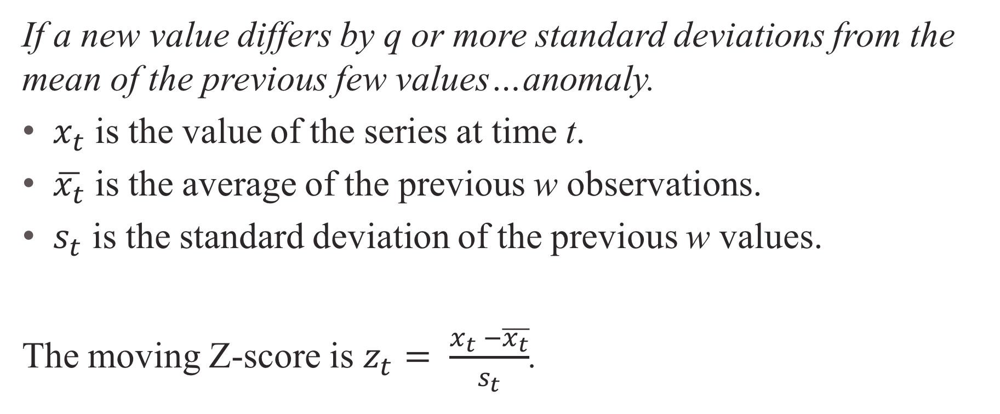 If a new value differs by q or more standard deviations from the
mean of the previous few values…anomaly.
• x_t is the value of the series at time t.
• x̅_t is the average of the previous w observations.
• s_t is the standard deviation of the previous w values.
The moving Z-score is z_t = \frac{x_t - \overline{x_t}}{s_t}.